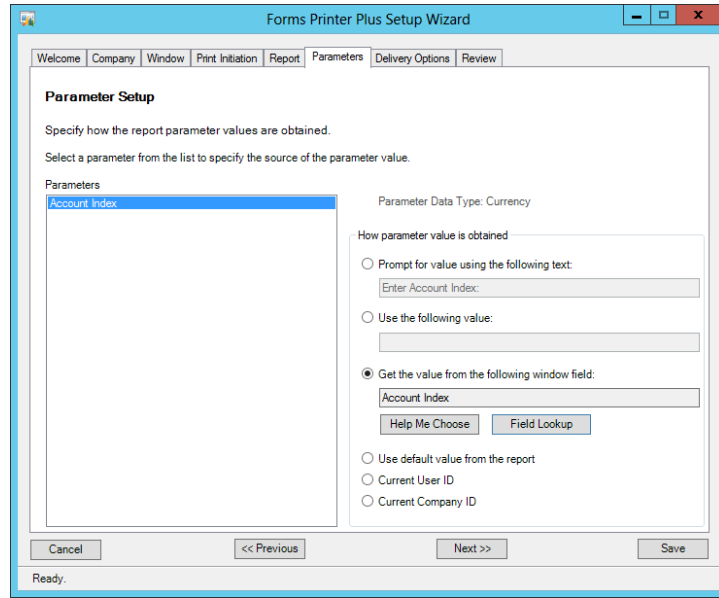 Forms Printer Plus Setup Wizard
Welcome Company Window Print Initiation Report Parameters Delivery Options Review
Parameter Setup
Specify how the report parameter values are obtained.
Select a parameter from the list to specify the source of the parameter value.
Parameters
Account Index
Parameter Data Type: Currency
How parameter value is obtained
Prompt for value using the following text:
Enter Account Index:
Use the following value:
Get the value from the following window field:
Account Index
Help Me Choose Field Lookup
Use default value from the report
Current User ID
Current Company ID
Cancel << Previous Next >> Save
Ready.